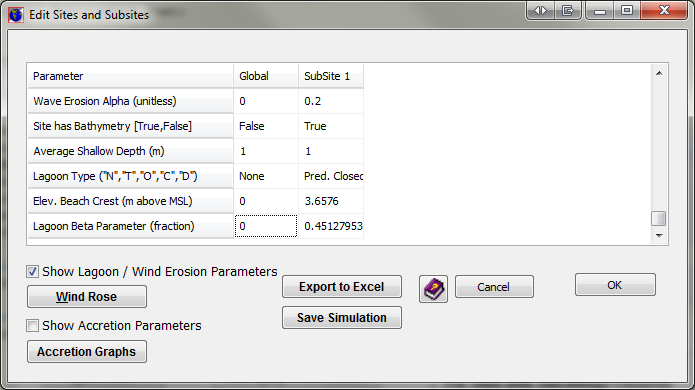 Edit Sites and Subsites
Parameter Global SubSite 1
Wave Erosion Alpha (unitless) 0 0.2
Site has Bathymetry [True,False] False True
Average Shallow Depth (m) 1 1
Lagoon Type ("N","T","O","C","D") None Pred. Closed
Elev. Beach Crest (m above MSL) 0 3.6576
Lagoon Beta Parameter (fraction) 0 0.45127953
Show Lagoon / Wind Erosion Parameters
Wind Rose
Export to Excel
Cancel
OK
Show Accretion Parameters
Save Simulation
Accretion Graphs